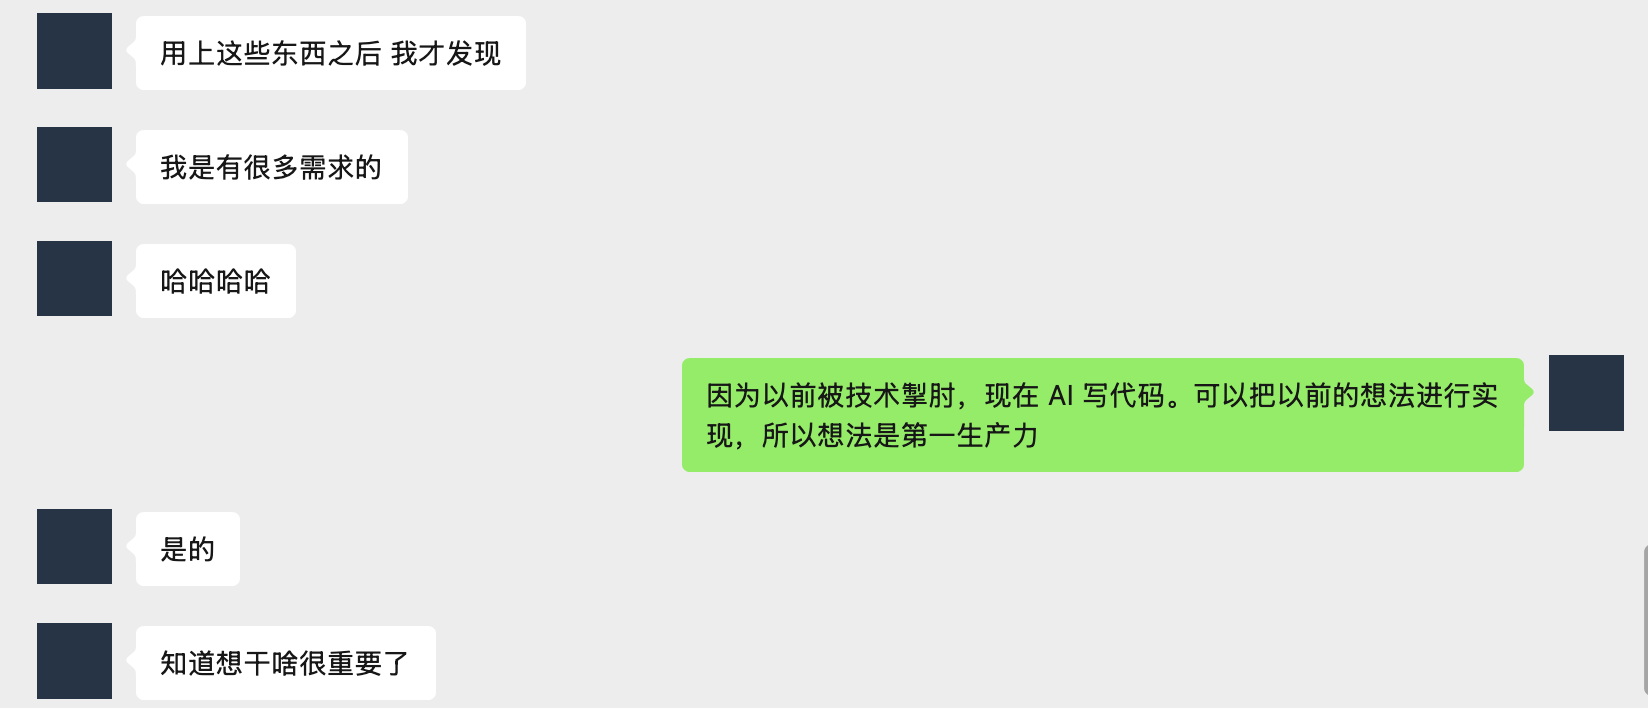 用上这些东西之后 我才发现
我是有很多需求的
哈哈哈哈
因为以前被技术掣肘，现在 AI 写代码。可以把以前的想法进行实
现，所以想法是第一生产力
是的
知道想干啥很重要了